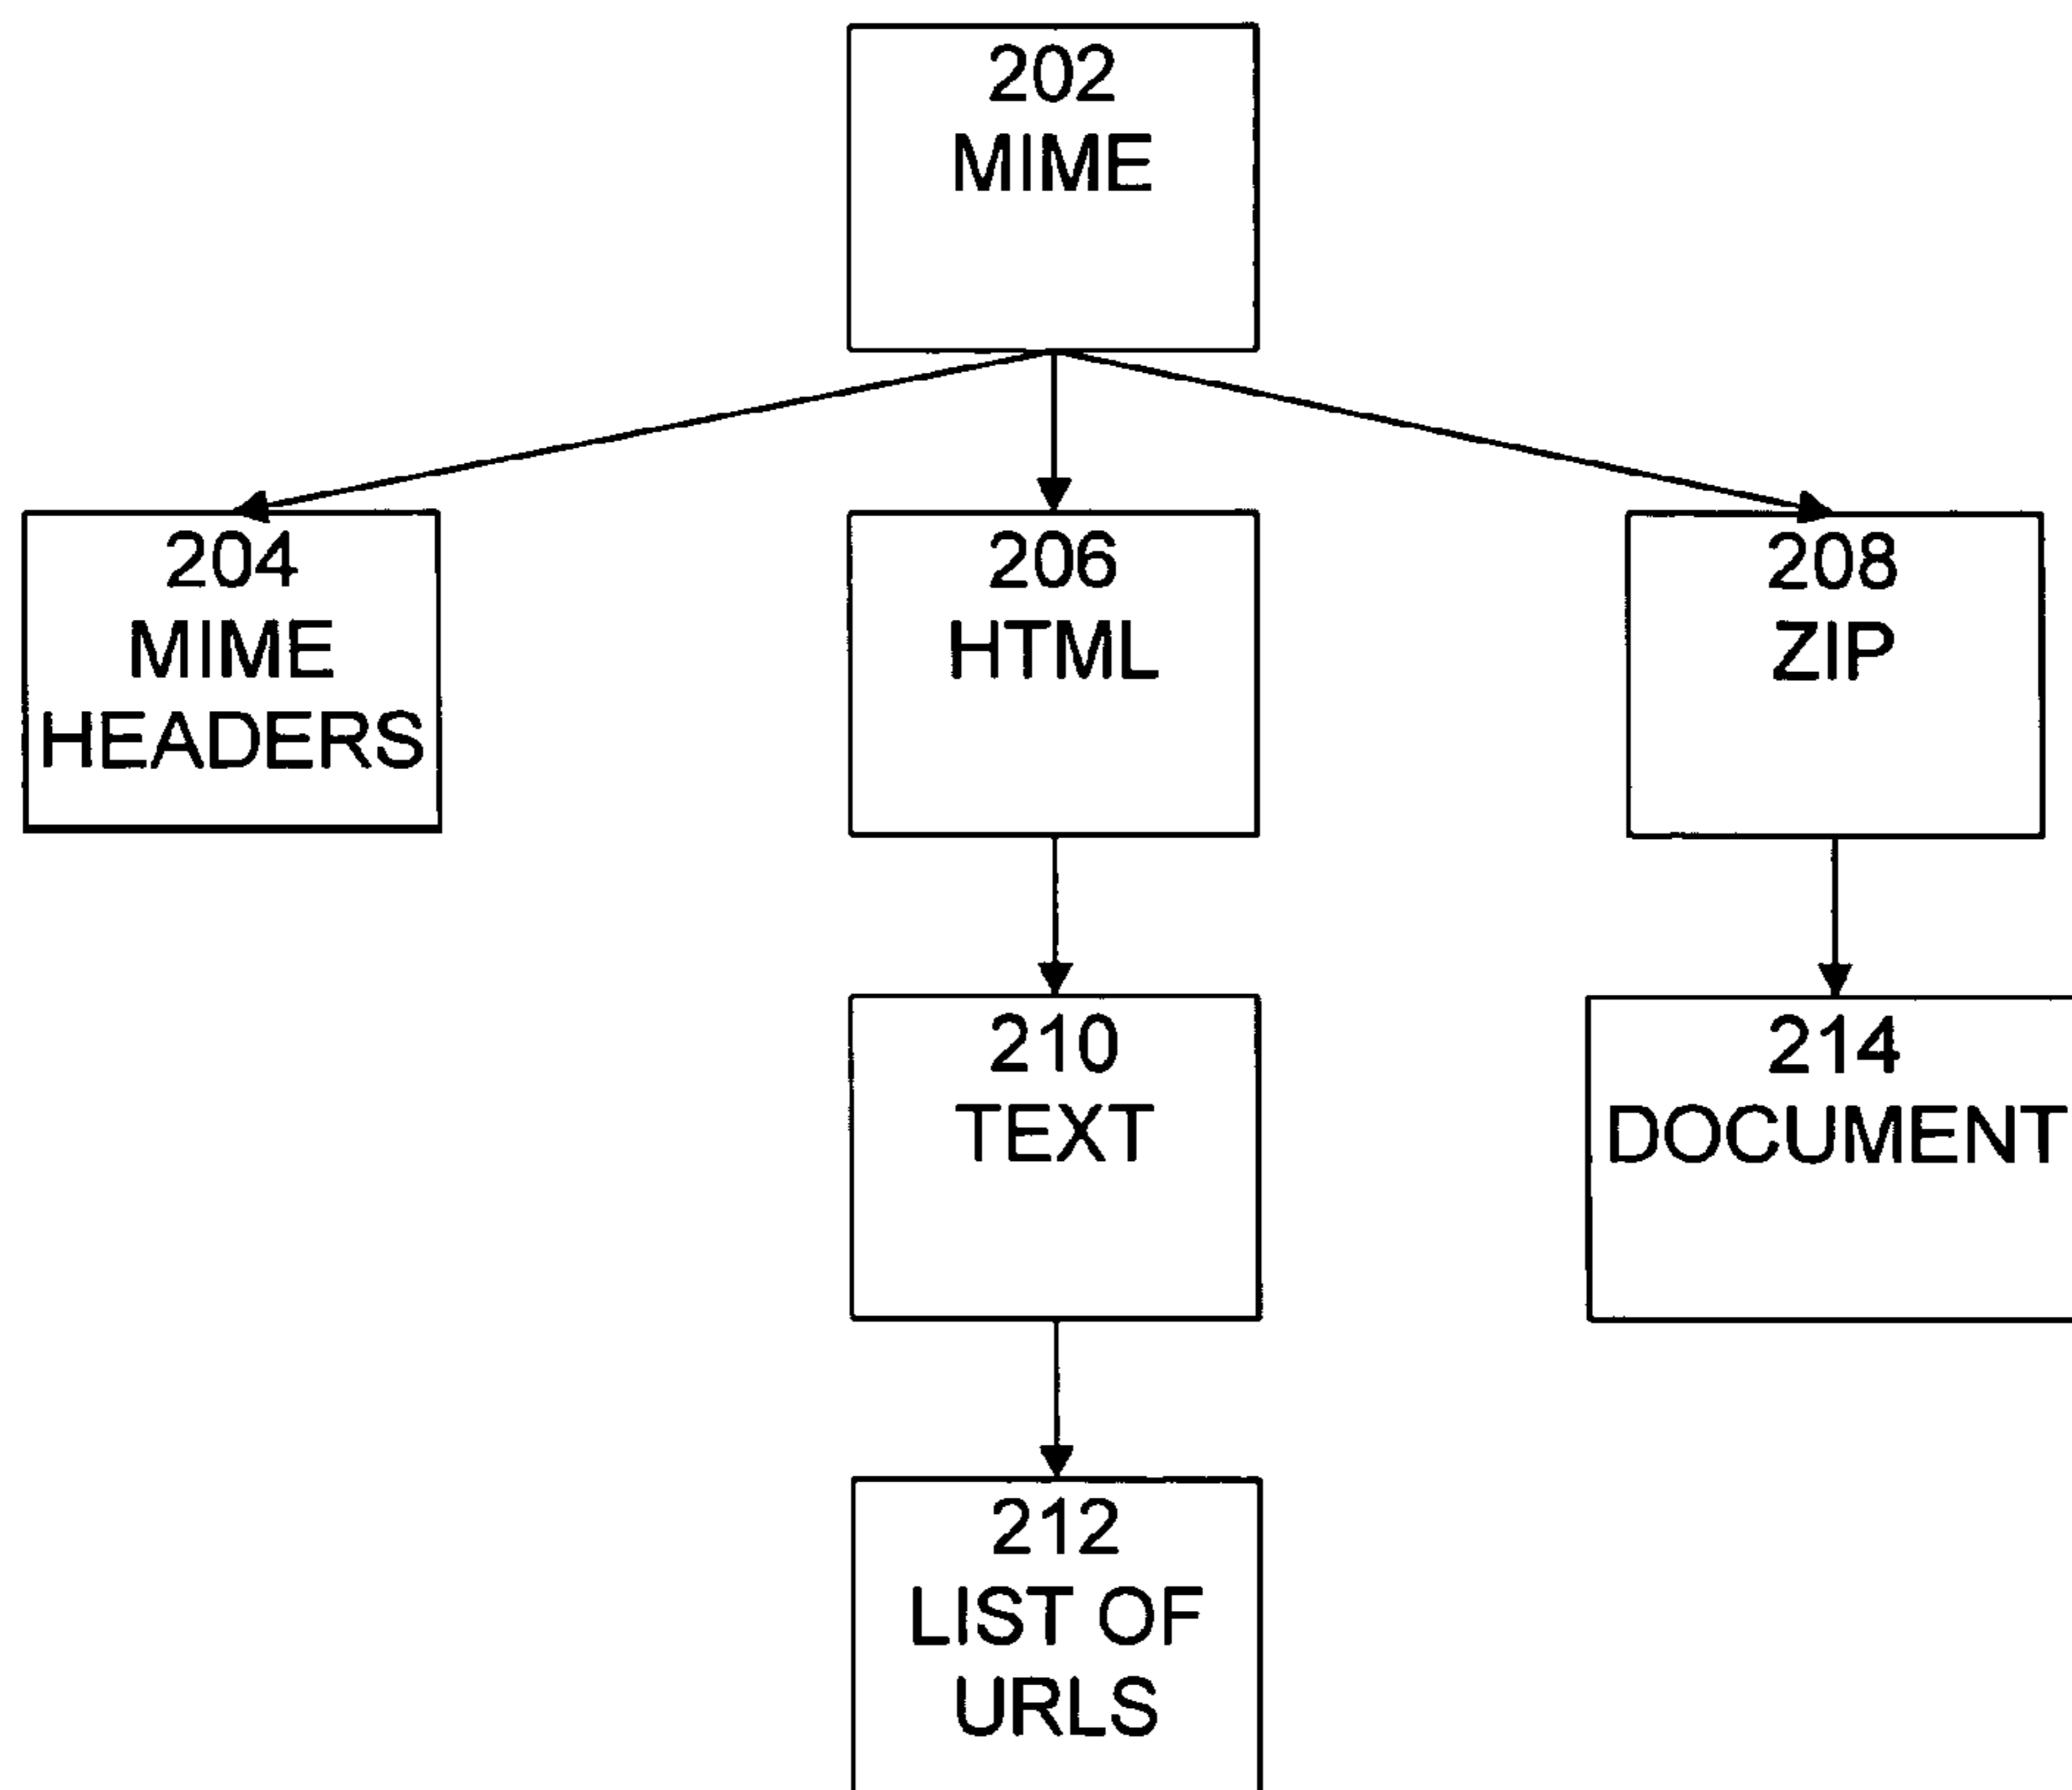 202
MIME
204
MIME
HEADERS
206
HTML
208
ZIP
210
TEXT
214
DOCUMENT
212
LIST OF
URLS